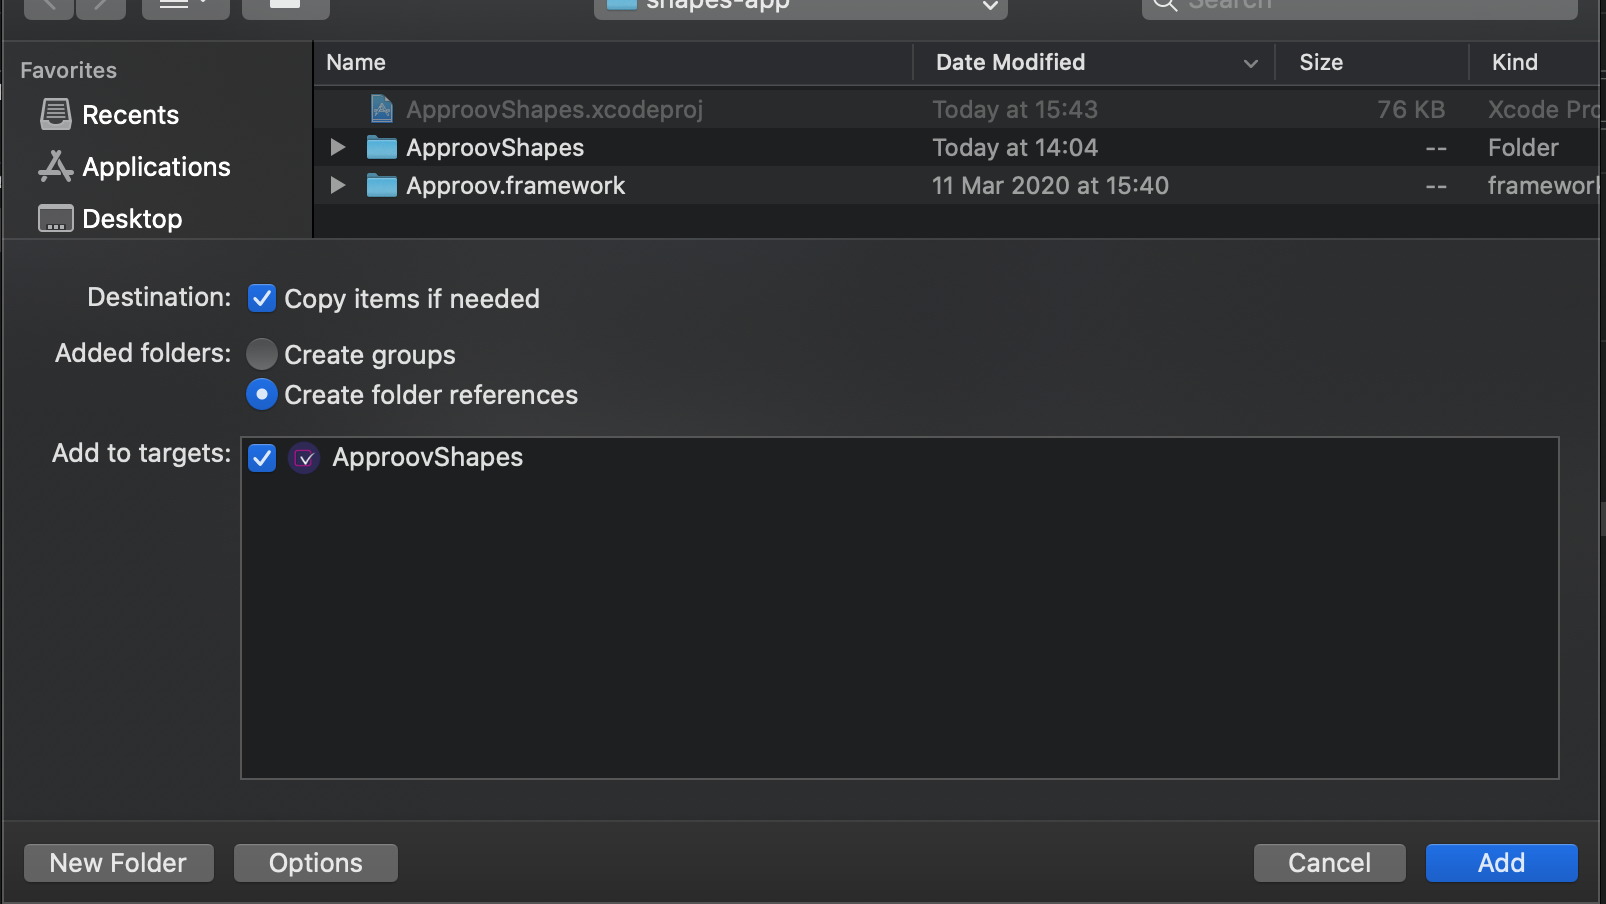 shapes-app
Search
Favorites
Recents
Applications
Desktop
Name Date Modified Size Kind
ApproovShapes.xcodeproj Today at 15:43 76 KB Xcode Pro
ApproovShapes Today at 14:04 -- Folder
Approov.framework 11 Mar 2020 at 15:40 -- framework
Destination: Copy items if needed
Added folders: Create groups
Create folder references
Add to targets: ApproovShapes
New Folder Options Cancel Add